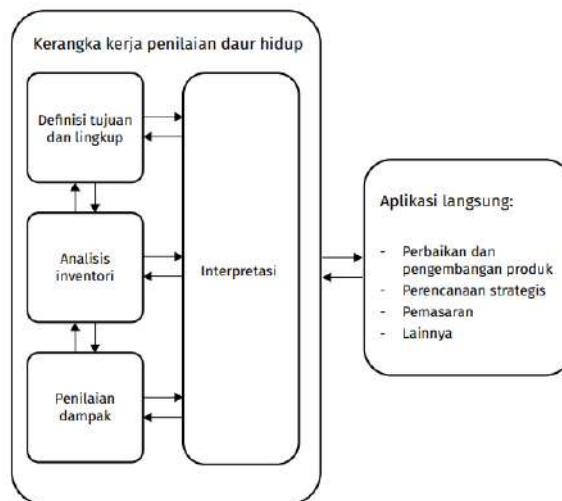 Kerangka kerja penilaian daur hidup
Definisi tujuan
dan lingkup
Analisis
inventori
Penilaian
dampak
Interpretasi
Aplikasi langsung:
- Perbaikan dan
pengembangan produk
- Perencanaan strategis
- Pemasaran
- Lainnya